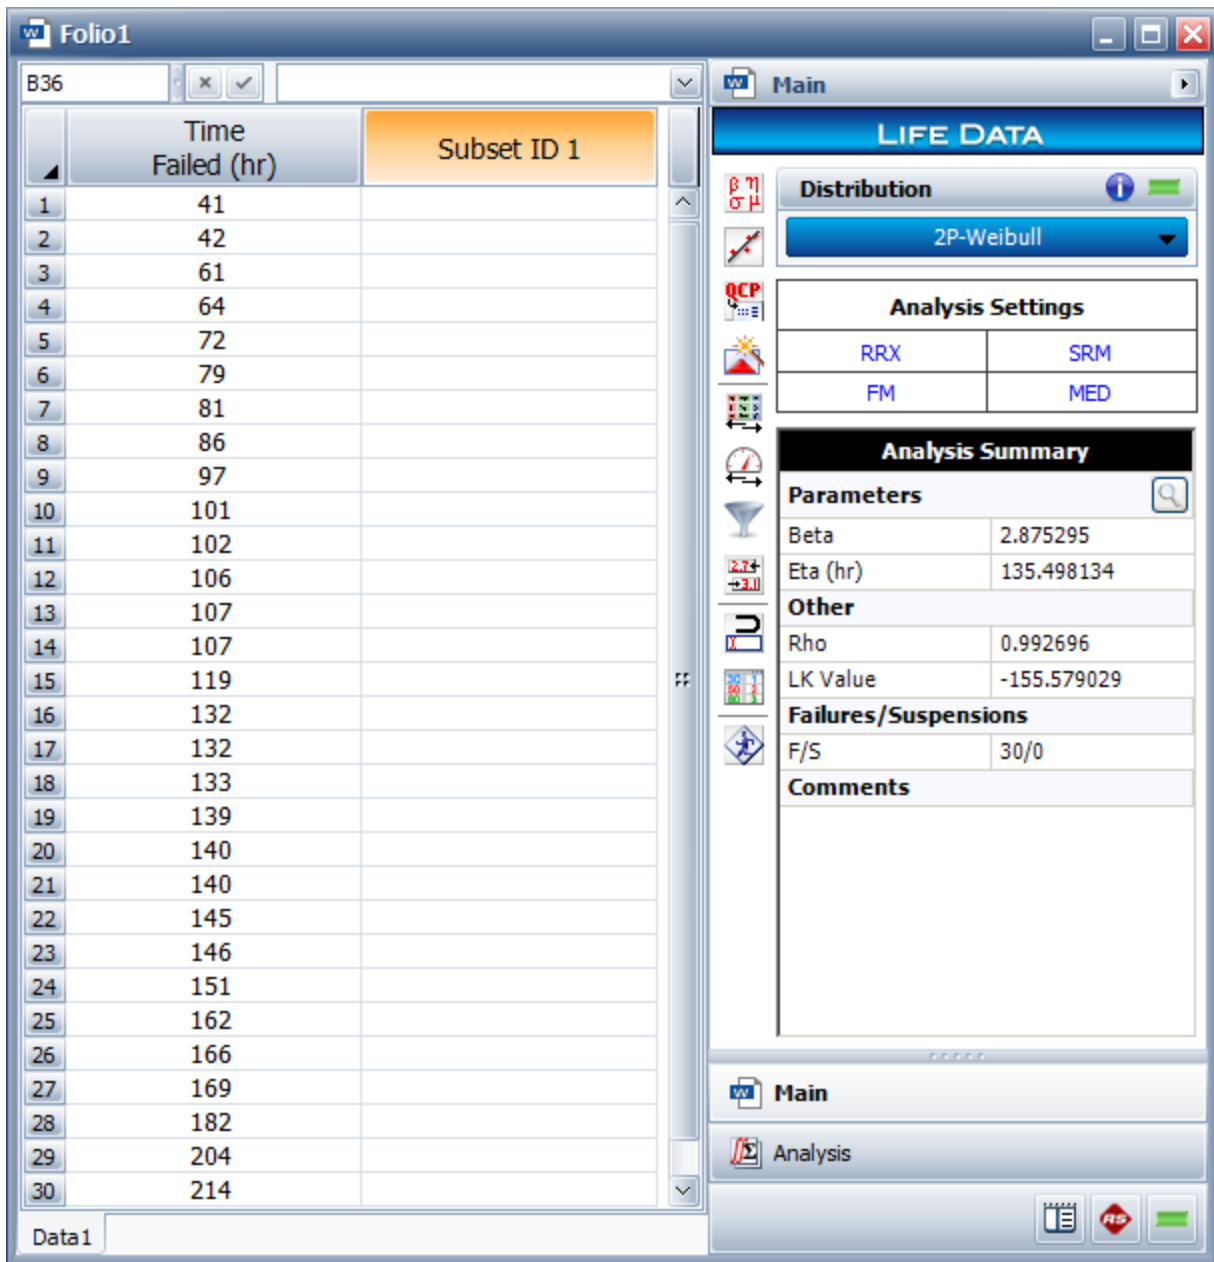 Folio1
B36
Time
Failed (hr)
Subset ID 1
1 41
2 42
3 61
4 64
5 72
6 79
7 81
8 86
9 97
10 101
11 102
12 106
13 107
14 107
15 119
16 132
17 132
18 133
19 139
20 140
21 140
22 145
23 146
24 151
25 162
26 166
27 169
28 182
29 204
30 214
Data1
Main
LIFE DATA
β η
σ μ
QCP
Distribution
2P-Weibull
Analysis Settings
RRX SRM
FM MED
Analysis Summary
Parameters
Beta 2.875295
Eta (hr) 135.498134
Other
Rho 0.992696
LK Value -155.579029
Failures/Suspensions
F/S 30/0
Comments
Main
Analysis